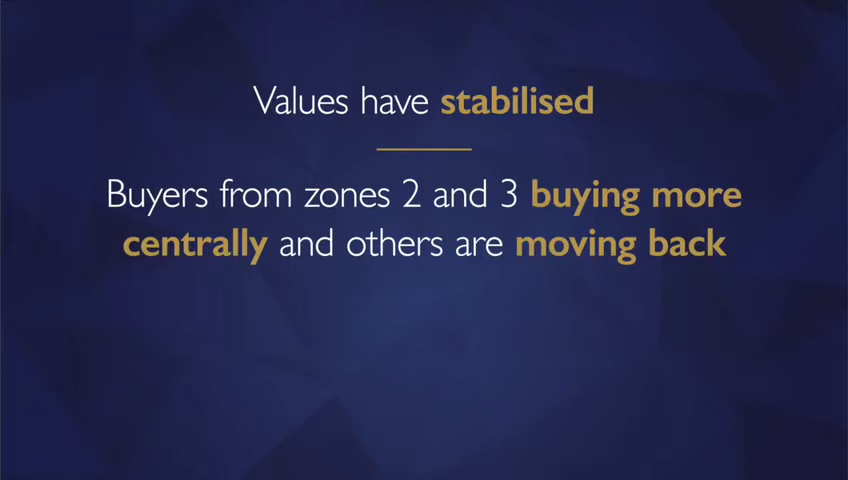 Values have stabilised
Buyers from zones 2 and 3 buying more
centrally and others are moving back